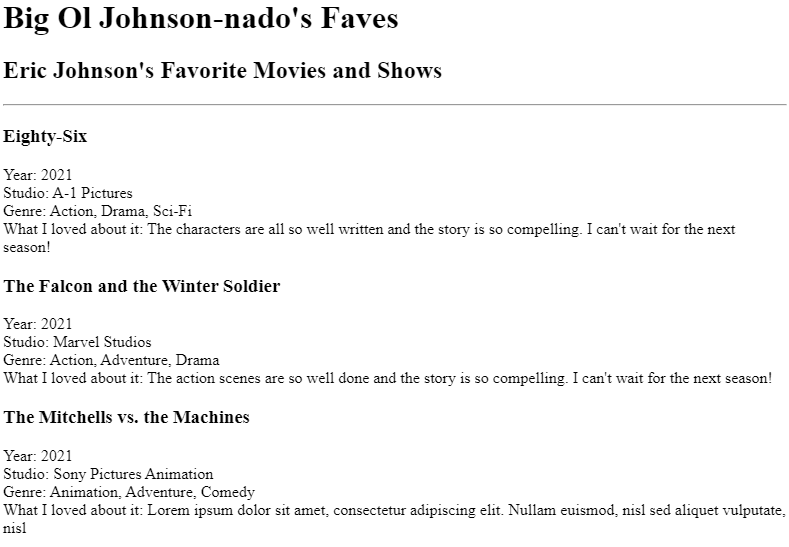 Big Ol Johnson-nado's Faves
Eric Johnson's Favorite Movies and Shows
Eighty-Six
Year: 2021
Studio: A-1 Pictures
Genre: Action, Drama, Sci-Fi
What I loved about it: The characters are all so well written and the story is so compelling. I can't wait for the next
season!
The Falcon and the Winter Soldier
Year: 2021
Studio: Marvel Studios
Genre: Action, Adventure, Drama
What I loved about it: The action scenes are so well done and the story is so compelling. I can't wait for the next season!
The Mitchells vs. the Machines
Year: 2021
Studio: Sony Pictures Animation
Genre: Animation, Adventure, Comedy
What I loved about it: Lorem ipsum dolor sit amet, consectetur adipiscing elit. Nullam euismod, nisl sed aliquet vulputate,
nisl